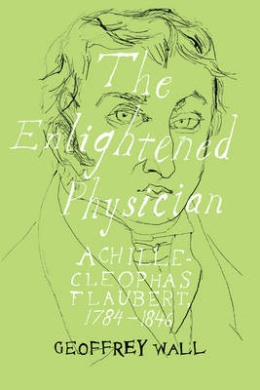 The
Enlightened
Physician
ACHILLE-
CLEOPHAS
FLAUBERT,
1784-1846
GEOFFREY WALL